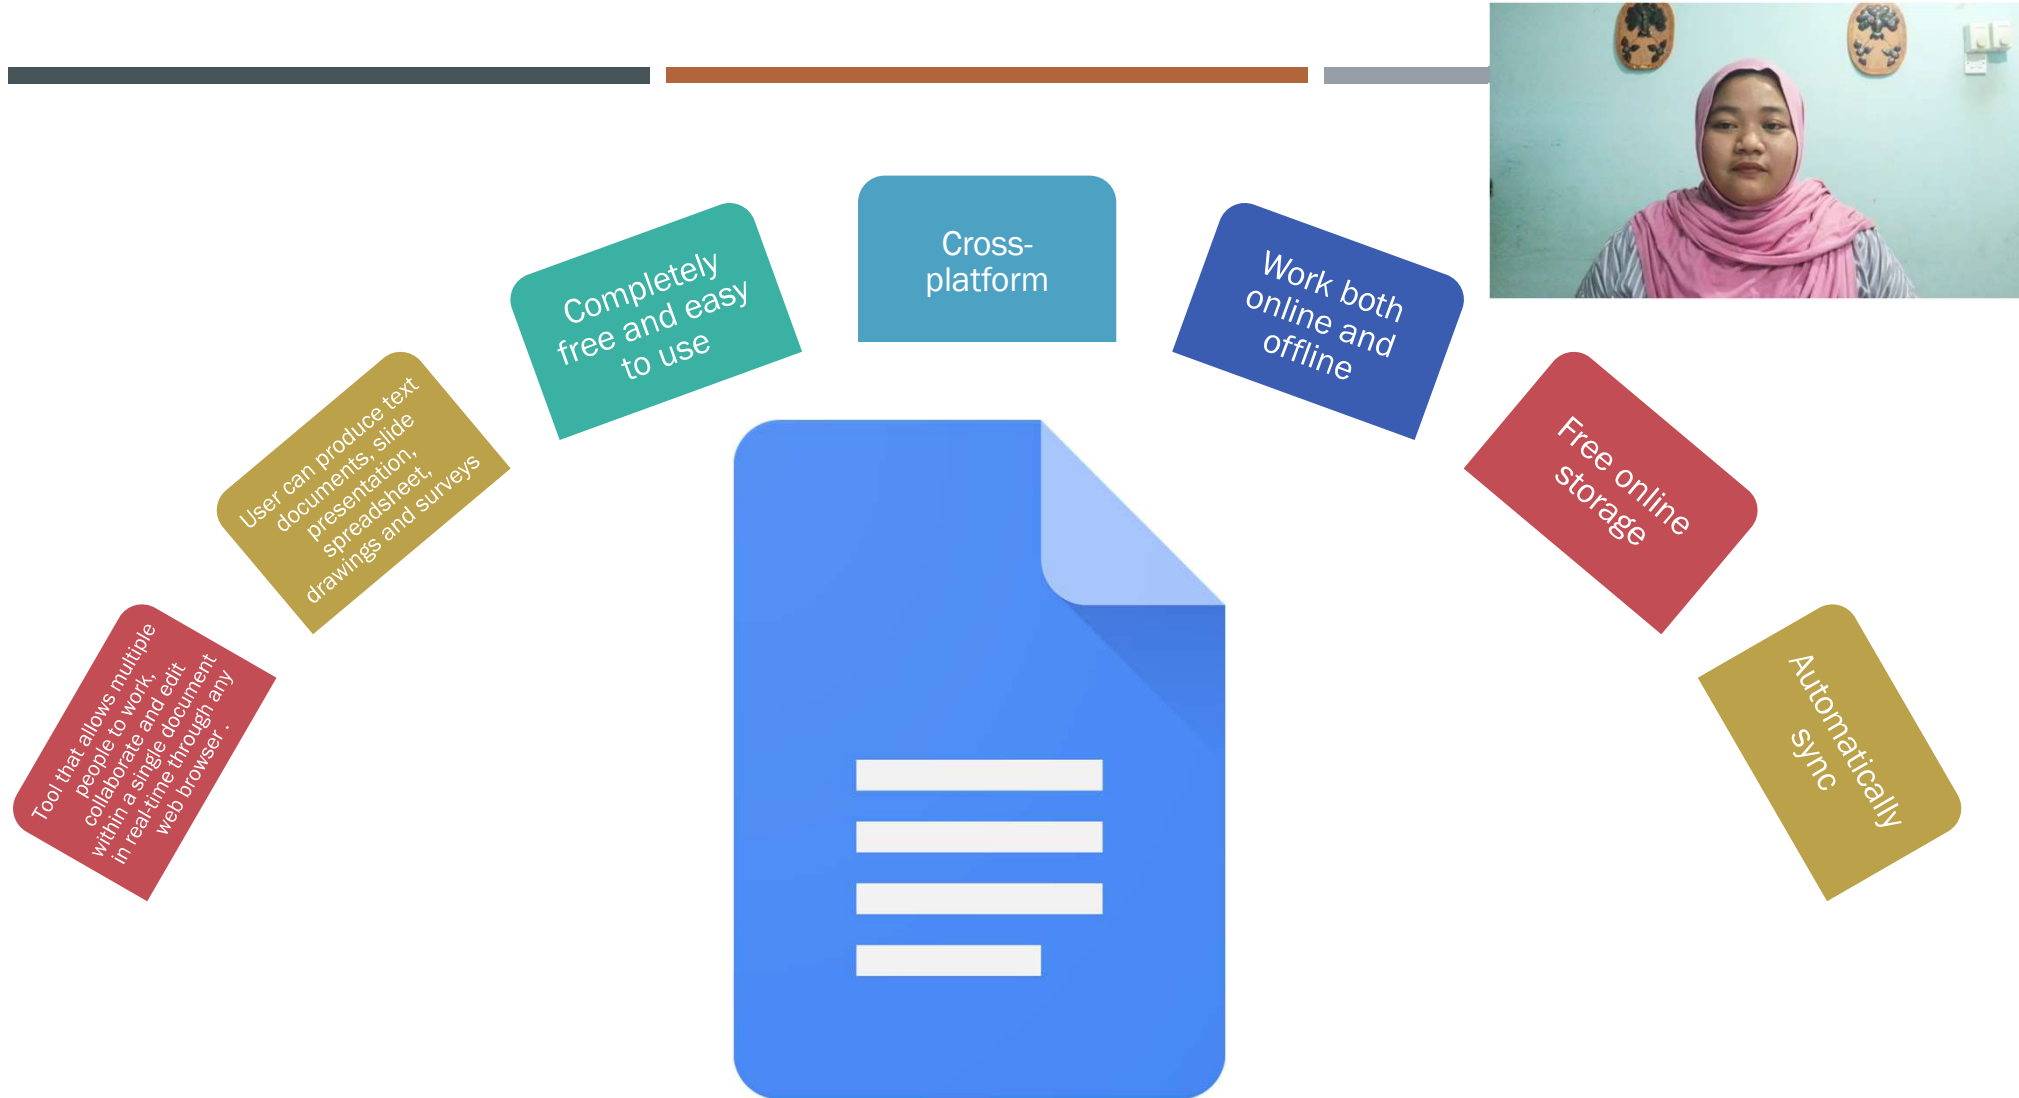 Tool that allows multiple
people to work,
collaborate and edit
within a single document
in real-time through any
web browser .
User can produce text
documents, slide
presentation,
spreadsheet,
drawings and surveys
Completely
free and easy
to use
Cross-
platform
Work both
online and
offline
Free online
storage
Automatically
sync